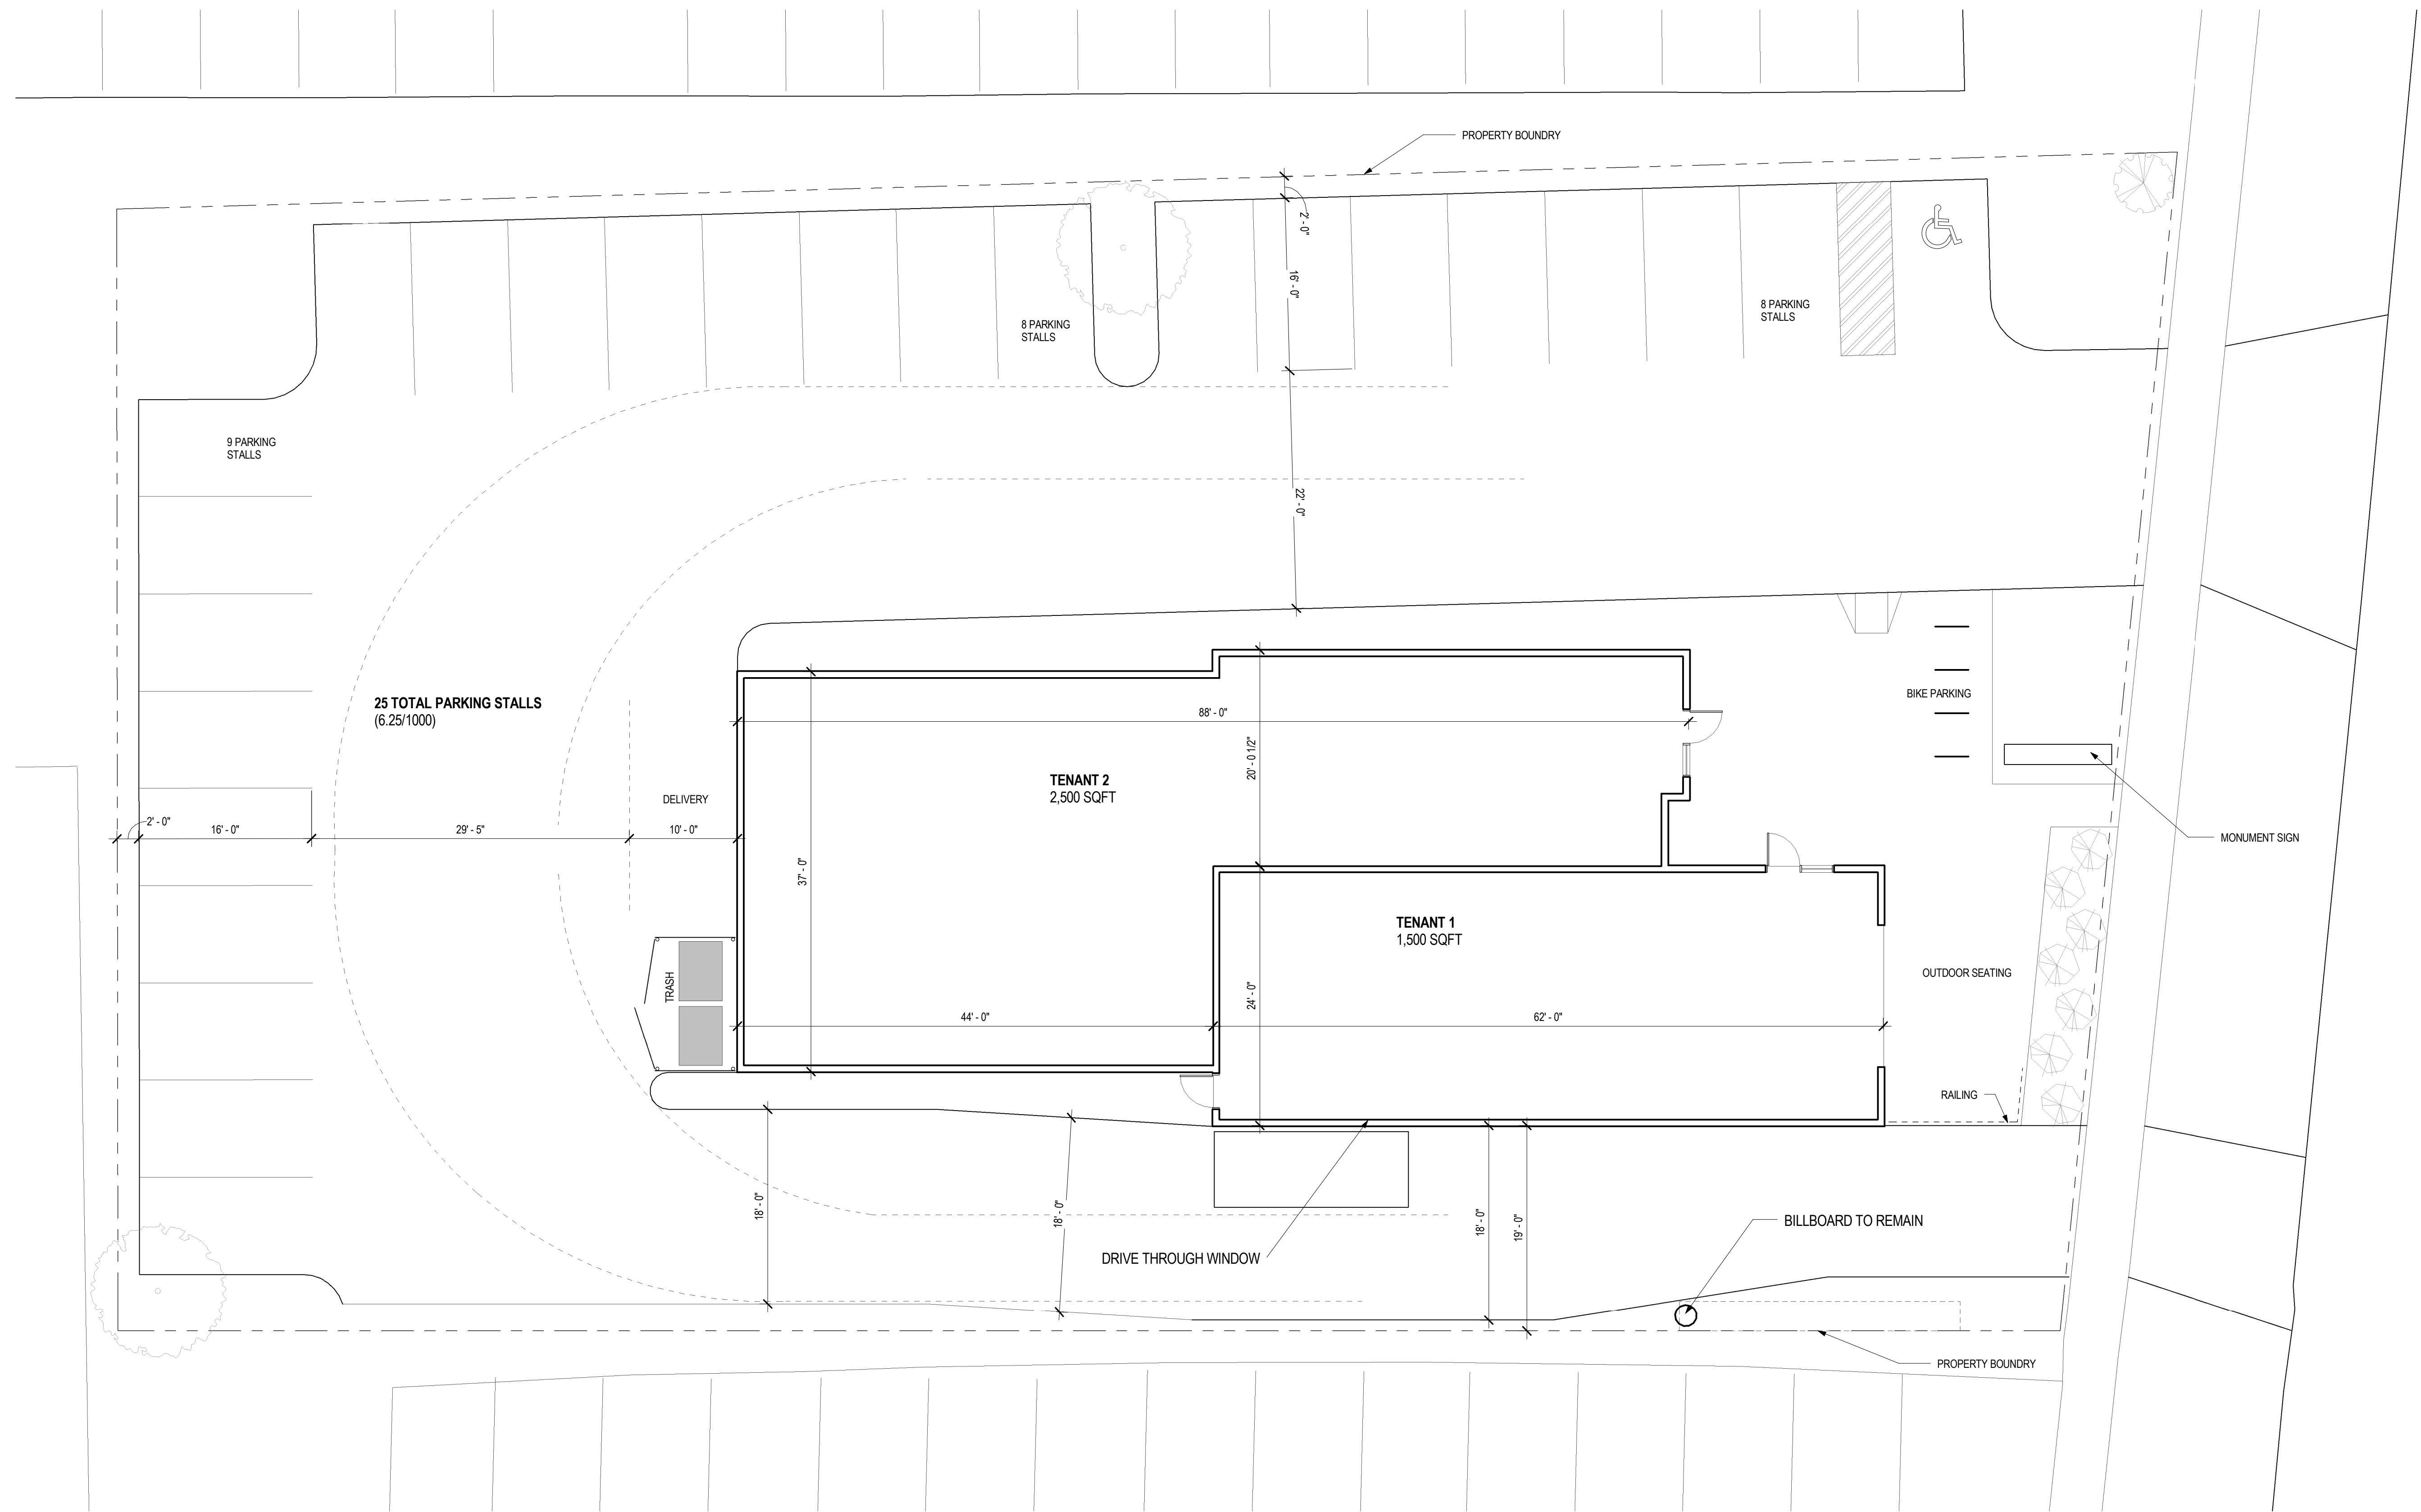 PROPERTY BOUNDRY
2' - 0"
16' - 0"
8 PARKING
STALLS
8 PARKING
STALLS
9 PARKING
STALLS
22' - 0"
25 TOTAL PARKING STALLS
(6.25/1000)
BIKE PARKING
88' - 0"
20' - 0 1/2"
TENANT 2
2,500 SQFT
DELIVERY
2' - 0"
16' - 0"
29' - 5"
10' - 0"
MONUMENT SIGN
37' - 0"
TENANT 1
1,500 SQFT
TRASH
OUTDOOR SEATING
24' - 0"
44' - 0"
62' - 0"
RAILING
18' - 0"
18' - 0"
18' - 0"
19' - 0"
BILLBOARD TO REMAIN
DRIVE THROUGH WINDOW
PROPERTY BOUNDRY